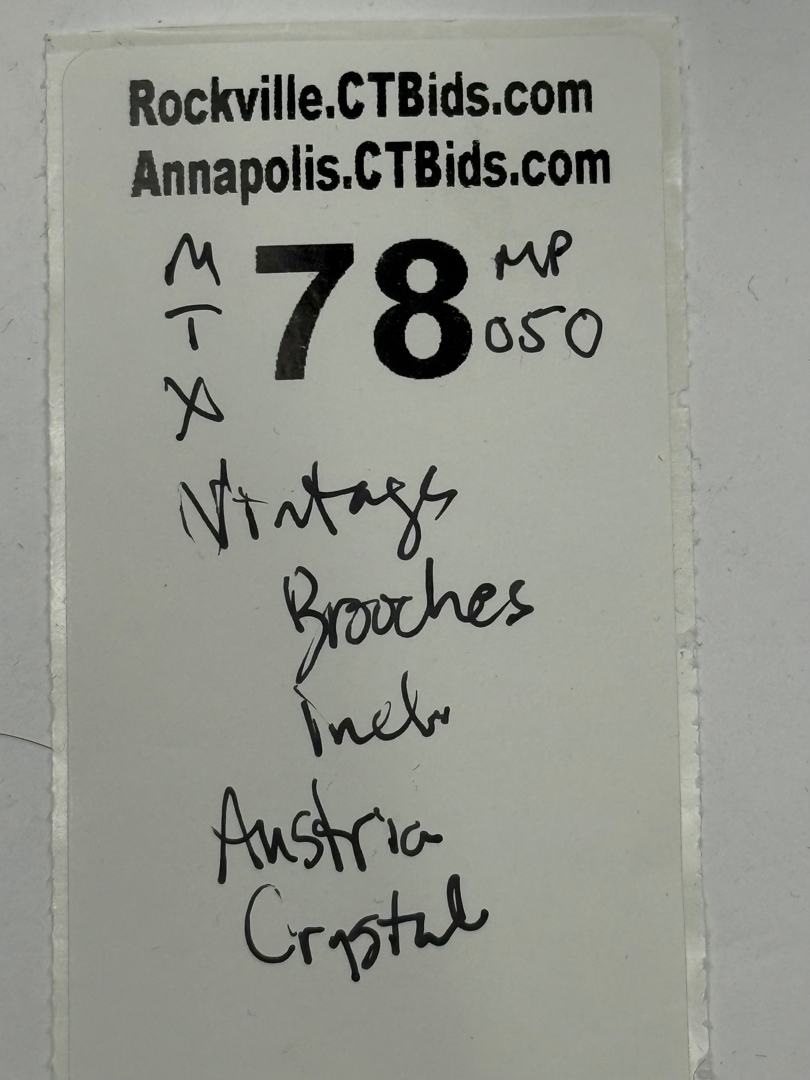 Rockville.CTBids.com
Annapolis.CTBids.com
M 78 MP
T 050
X
Vintage
Brooches
incl.
Austria
Crystal